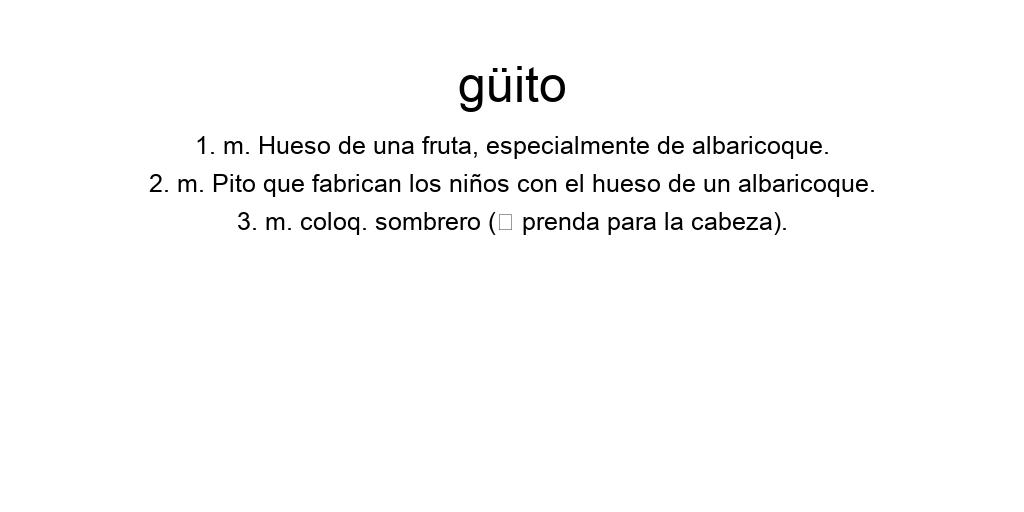 güito
1. m. Hueso de una fruta, especialmente de albaricoque.
2. m. Pito que fabrican los niños con el hueso de un albaricoque.
3. m. coloq. sombrero (□ prenda para la cabeza).